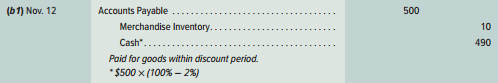 (b1) Nov. 12 Accounts Payable ........................................ 500
Merchandise Inventory................................ 10
Cash*................................................ 490
Paid for goods within discount period.
* $500 × (100% − 2%)